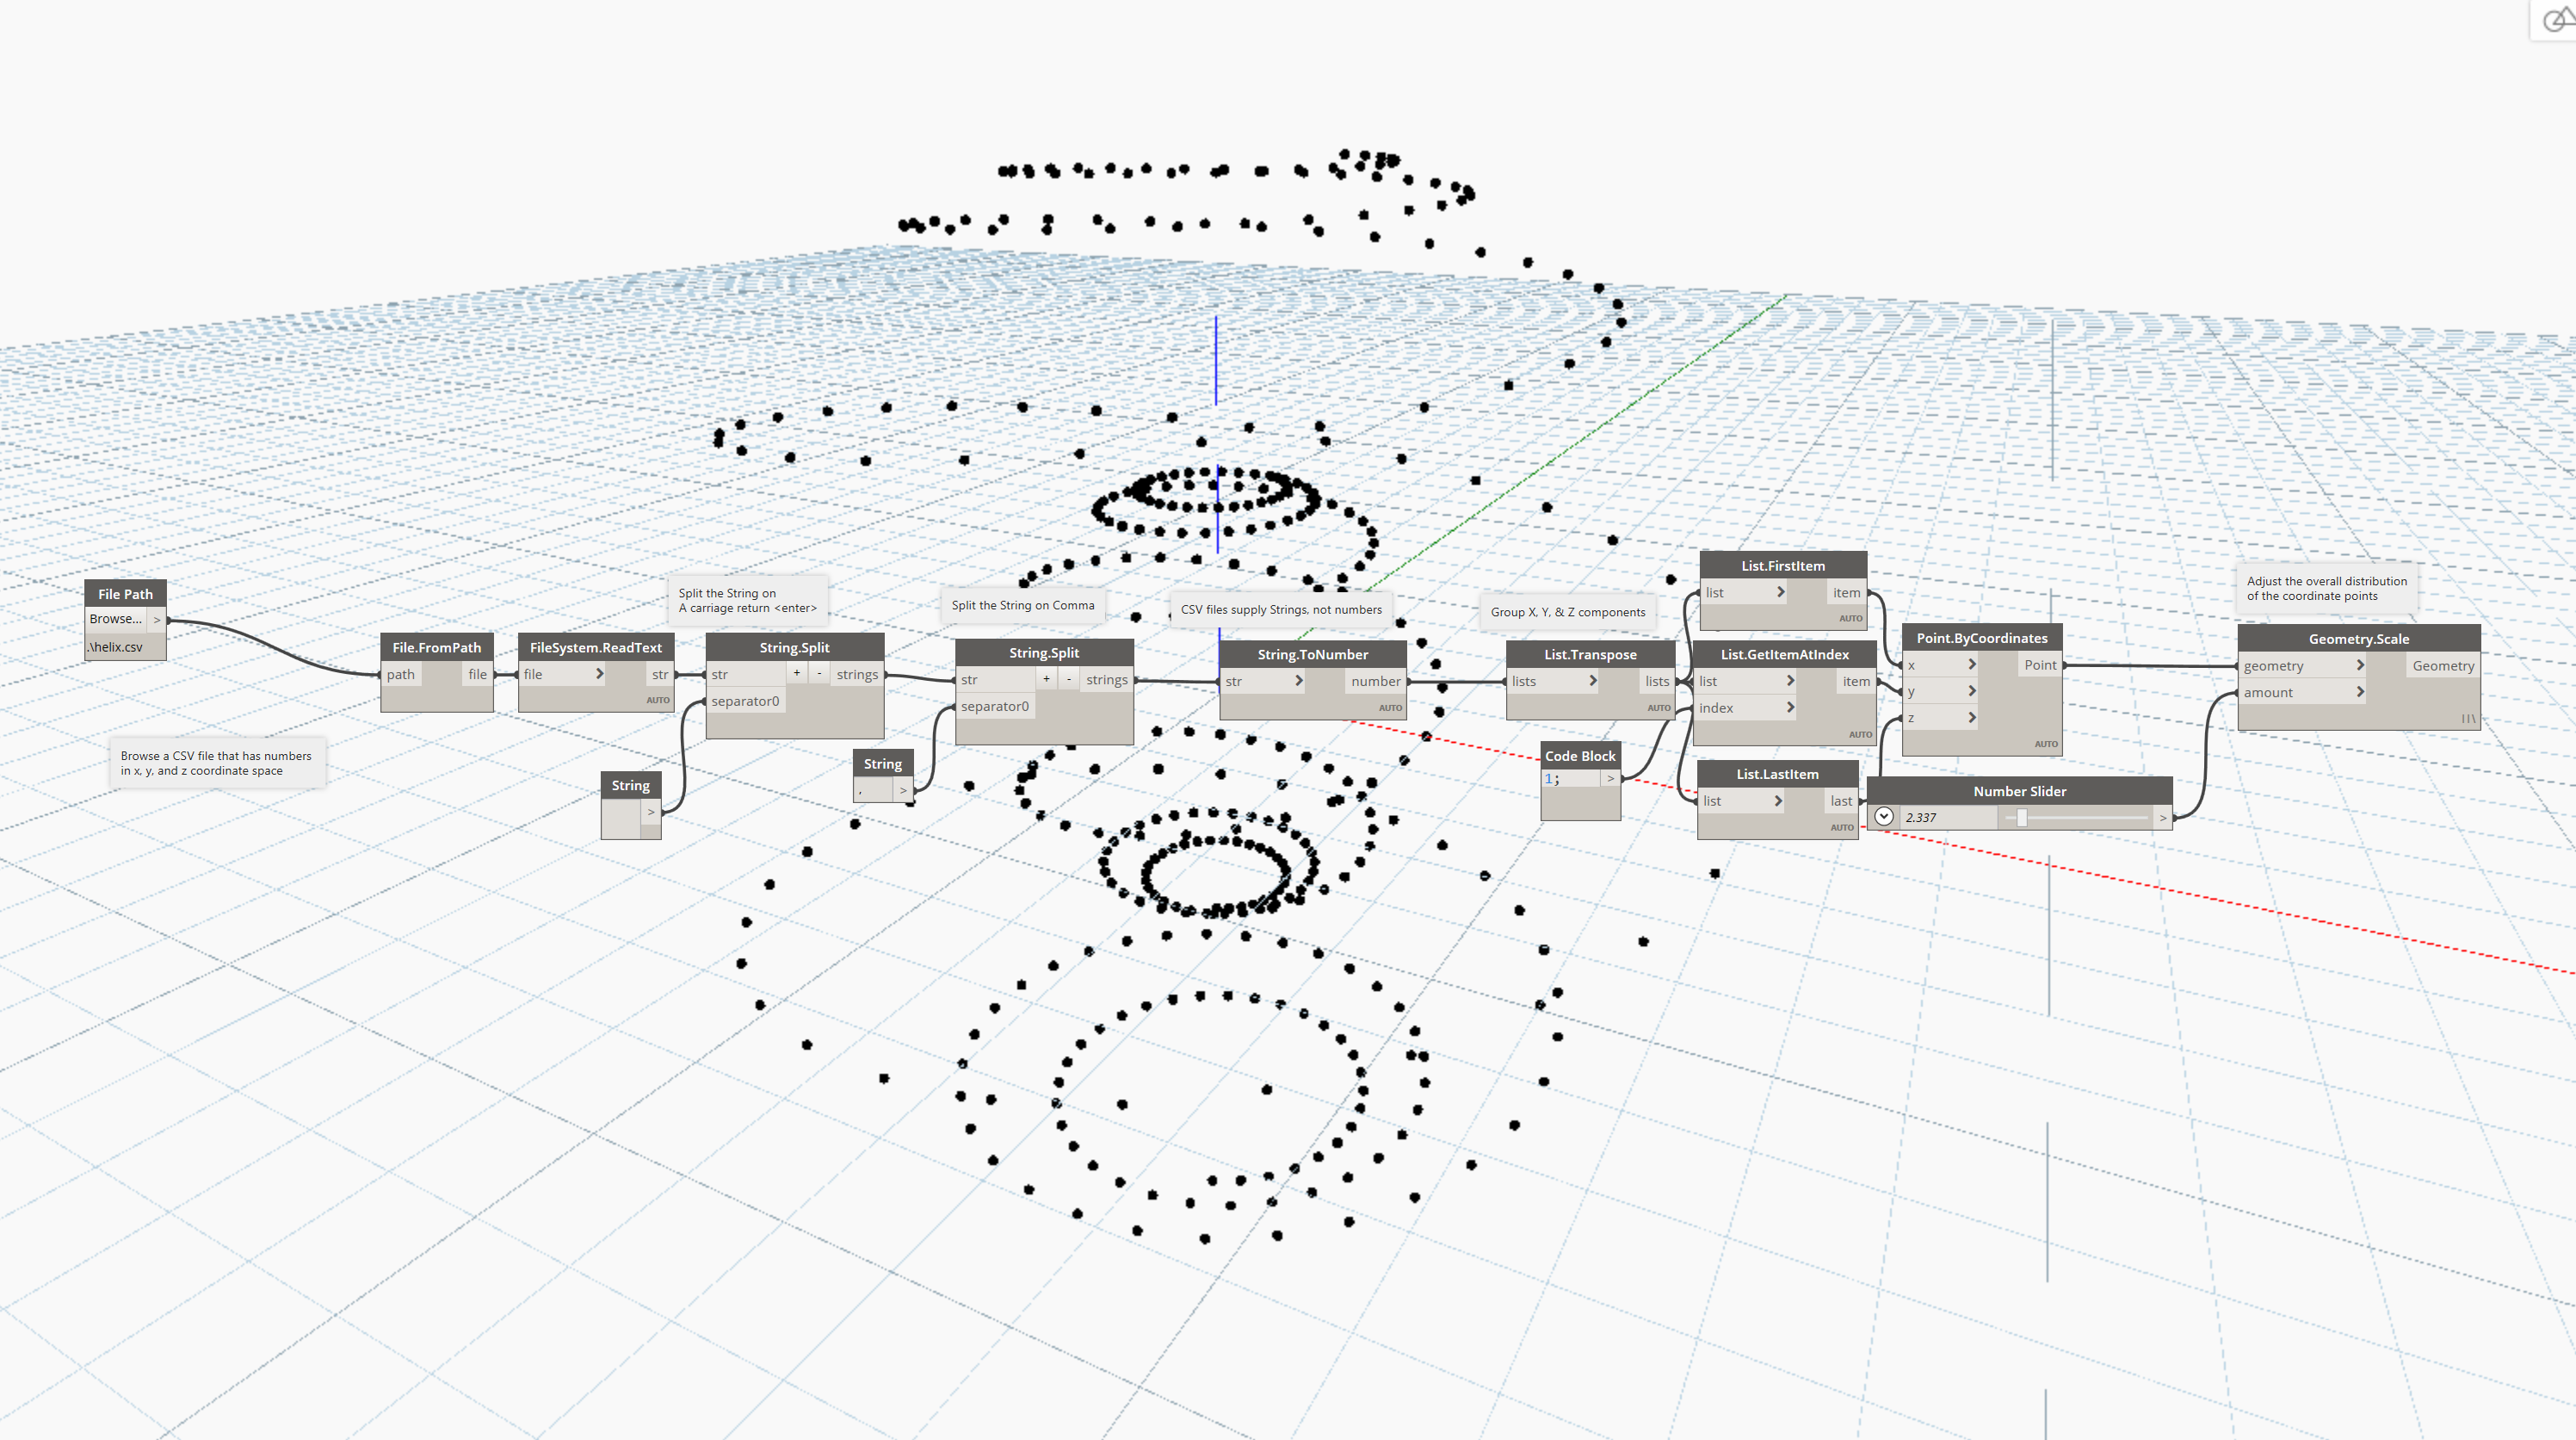 File Path
Browse... >
.\helix.csv
Browse a CSV file that has numbers
in x, y, and z coordinate space
File.FromPath
path file
FileSystem.ReadText
file > str
AUTO
Split the String on
A carriage return <enter>
String.Split
str + - strings
separator0
String
>
Split the String on Comma
String.Split
str + - strings
separator0
String
, >
CSV files supply Strings, not numbers
String.ToNumber
str > number
AUTO
Group X, Y, & Z components
List.Transpose
lists > lists
AUTO
Code Block
1; >
List.FirstItem
list > item
AUTO
List.GetItemAtIndex
list > item
index >
AUTO
List.LastItem
list > last
AUTO
Point.ByCoordinates
x > Point
y >
z >
AUTO
Number Slider
2.337 >
Adjust the overall distribution
of the coordinate points
Geometry.Scale
geometry > Geometry
amount >
||\